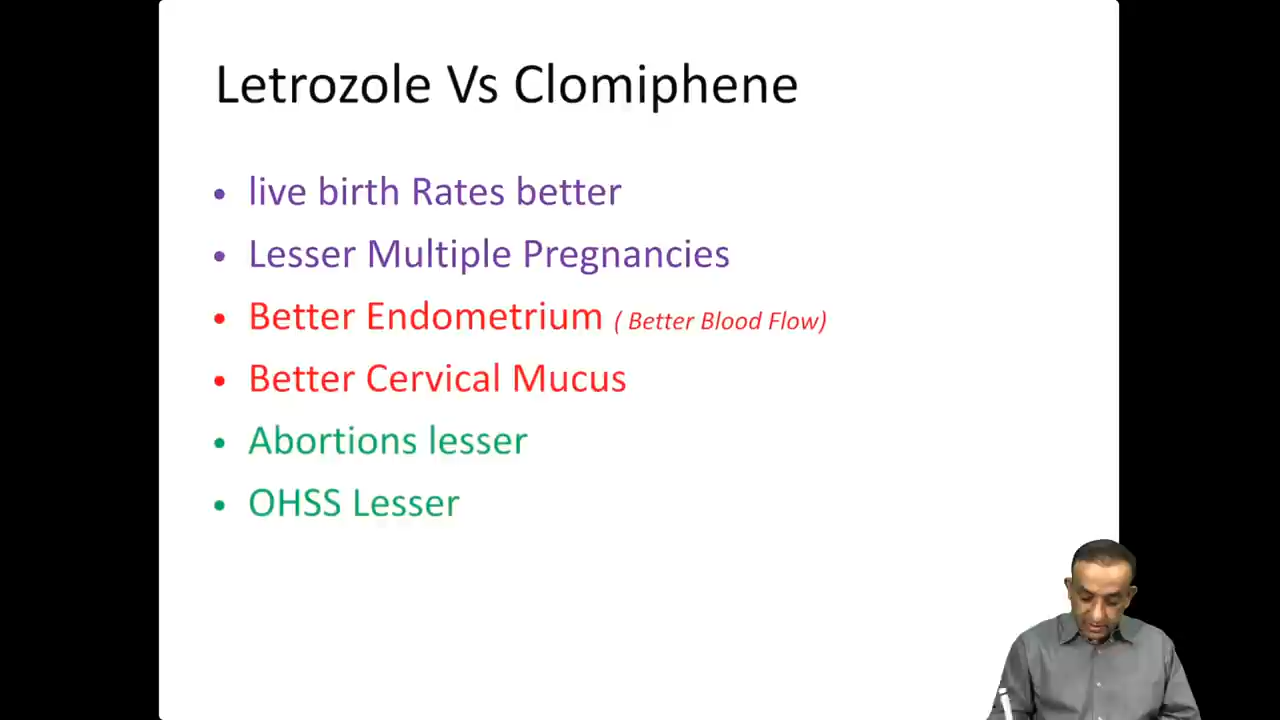 Letrozole Vs Clomiphene
• live birth Rates better
• Lesser Multiple Pregnancies
• Better Endometrium ( Better Blood Flow)
• Better Cervical Mucus
• Abortions lesser
• OHSS Lesser